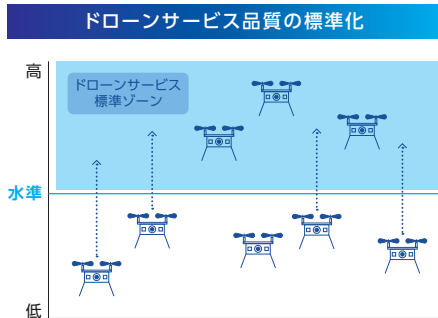 ドローンサービス品質の標準化
高
ドローンサービス
標準ゾーン
水準
低